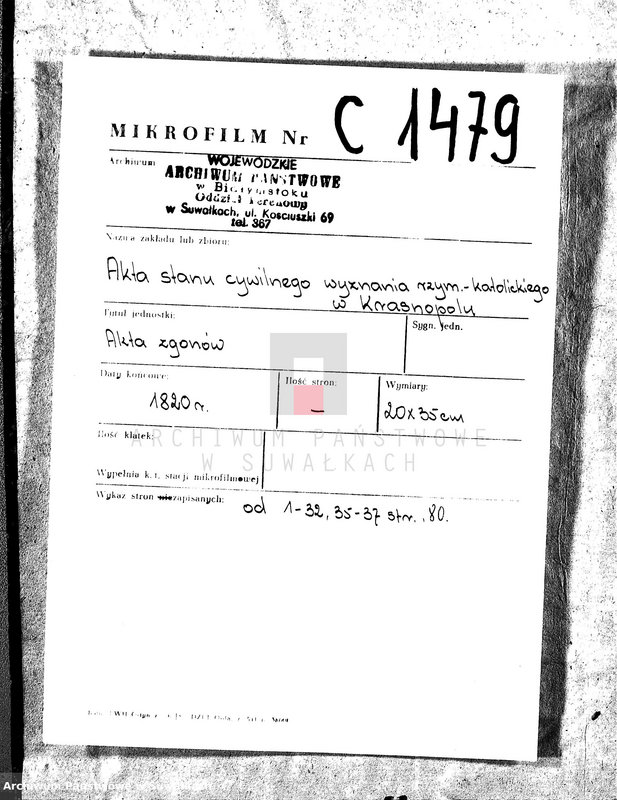 MIKROFILM Nr C 1479
Archiwum
WOJEWÓDZKIE
ARCHIWUM PAŃSTWOWE
w Białymstoku
Oddział Terenowy
w Suwałkach, ul. Kościuszki 69
tel. 367
Nazwa zakładu lub zbioru:
Akta stanu cywilnego wyznania rzym.-katolickiego
w Krasnopolu
Tytuł jednostki:
Sygn. jedn.
Akta zgonów
Daty końcowe:
Ilość stron:
Wymiary:
1820 r.
—
20x35cm
ARCHIWUM PAŃSTWOWE
W SUWAŁKACH
Ilość klatek:
Wypełnia k. t. stacji mikrofilmowej
Wykaz stron niezapisanych:
od 1-32, 35-37 str. 80.
Archiwum Państwowe w Suwałkach